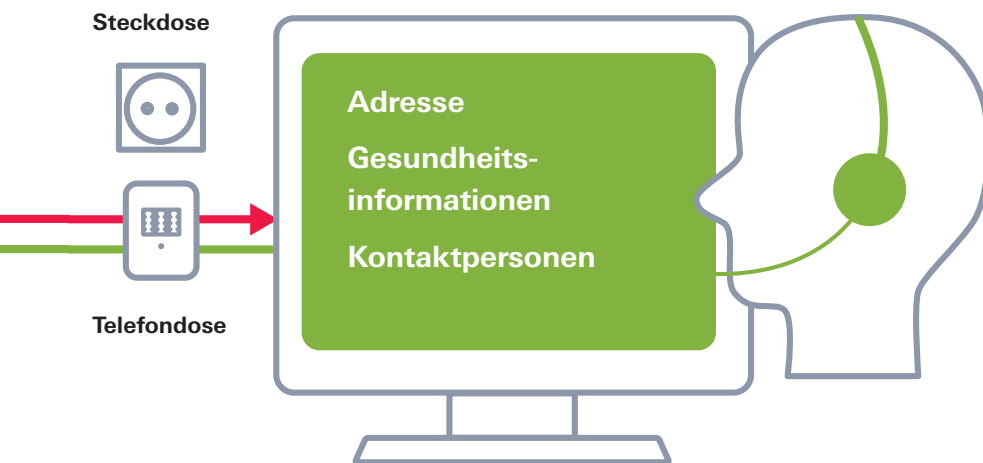 Steckdose
Telefondose
Adresse
Gesundheits-
informationen
Kontaktpersonen